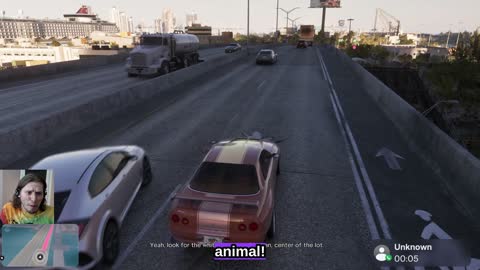 Unknown
00:05
Yeah, look for the
center of the lot
animal!